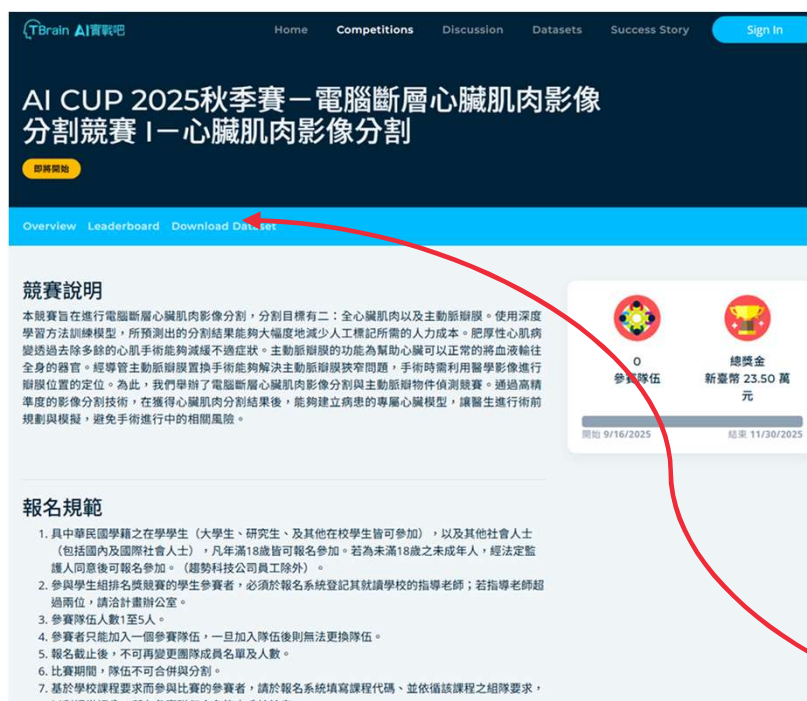 TBrain AI實戰吧
Home Competitions Discussion Datasets Success Story Sign In
AI CUP 2025秋季賽－電腦斷層心臟肌肉影像
分割競賽 I－心臟肌肉影像分割
即將開始
Overview Leaderboard Download Dataset
競賽說明
本競賽旨在進行電腦斷層心臟肌肉影像分割，分割目標有二：全心臟肌肉以及主動脈瓣膜。使用深度
學習方法訓練模型，所預測出的分割結果能夠大幅度地減少人工標記所需的人力成本。肥厚性心肌病
變透過去除多餘的心肌手術能夠減緩不適症狀。主動脈瓣膜的功能為幫助心臟可以正常的將血液輸往
全身的器官。經導管主動脈瓣膜置換手術能夠解決主動脈瓣膜狹窄問題，手術時需利用醫學影像進行
瓣膜位置的定位。為此，我們舉辦了電腦斷層心臟肌肉影像分割與主動脈瓣物件偵測競賽。通過高精
準度的影像分割技術，在獲得心臟肌肉分割結果後，能夠建立病患的專屬心臟模型，讓醫生進行術前
規劃與模擬，避免手術進行中的相關風險。
0
參賽隊伍
總獎金
新臺幣 23.50 萬
元
開始 9/16/2025 結束 11/30/2025
報名規範
1. 具中華民國學籍之在學學生（大學生、研究生、及其他在校學生皆可參加），以及其他社會人士
（包括國內及國際社會人士），凡年滿18歲皆可報名參加。若為未滿18歲之未成年人，經法定監
護人同意後可報名參加。（趨勢科技公司員工除外）。
2. 參與學生組排名獎競賽的學生參賽者，必須於報名系統登記其就讀學校的指導老師；若指導老師超
過兩位，請洽計畫辦公室。
3. 參賽隊伍人數1至5人。
4. 參賽者只能加入一個參賽隊伍，一旦加入隊伍後則無法更換隊伍。
5. 報名截止後，不可再變更團隊成員名單及人數。
6. 比賽期間，隊伍不可合併與分割。
7. 基於學校課程要求而參與比賽的參賽者，請於報名系統填寫課程代碼、並依循該課程之組隊要求，